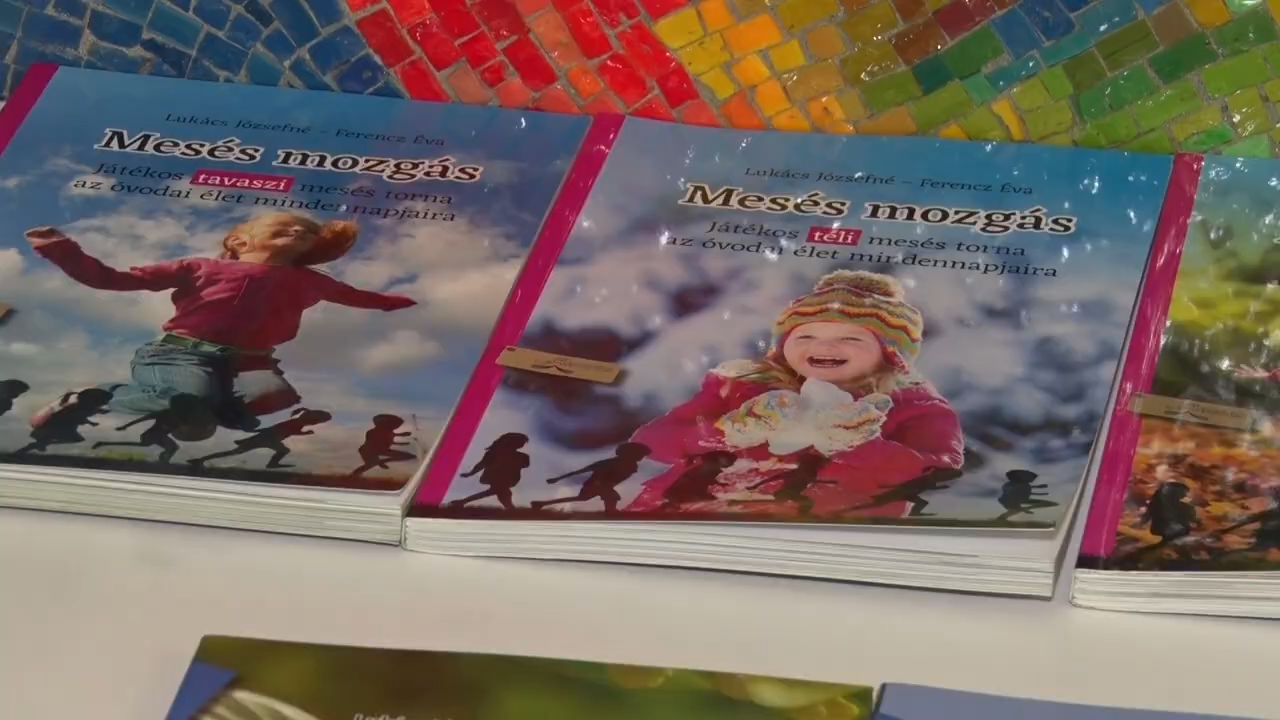 Lukács Józsefné – Ferencz Éva
Mesés mozgás
Játékos tavaszi mesés torna
az óvodai élet mindennapjaira
Lukács Józsefné – Ferencz Éva
Mesés mozgás
Játékos téli mesés torna
az óvodai élet mindennapjaira